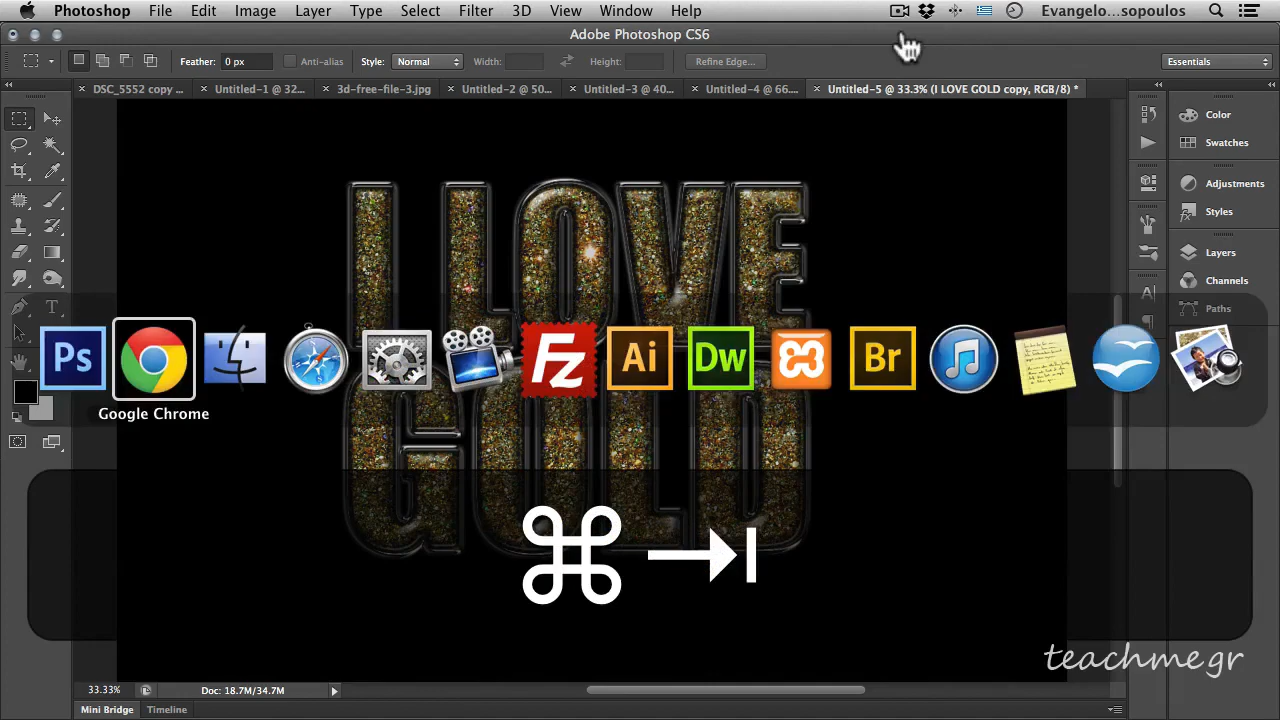 Photoshop File Edit Image Layer Type Select Filter 3D View Window Help Evangelo...sopoulos
Adobe Photoshop CS6
Feather: 0 px Anti-alias Style: Normal Width: Height: Refine Edge... Essentials
DSC_5552 copy ... Untitled-1 @ 32... 3d-free-file-3.jpg Untitled-2 @ 50... Untitled-3 @ 40... Untitled-4 @ 66.... Untitled-5 @ 33.3% (I LOVE GOLD copy, RGB/8) *
Color
Swatches
Adjustments
Styles
Layers
Channels
Paths
I LOVE
GOLD
Ps Fz Ai Dw Br
Google Chrome
teachmegr
33.33% Doc: 18.7M/34.7M
Mini Bridge Timeline